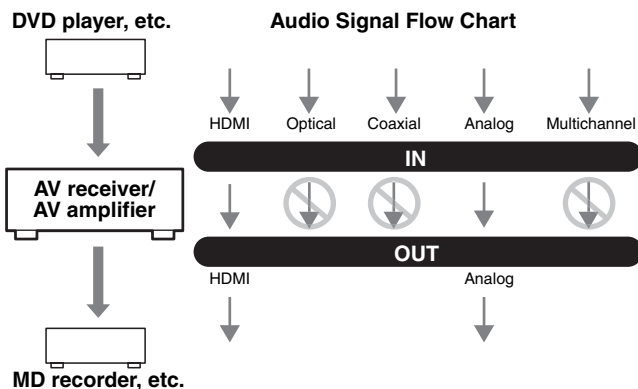 DVD player, etc.
Audio Signal Flow Chart
HDMI Optical Coaxial Analog Multichannel
IN
AV receiver/
AV amplifier
OUT
HDMI Analog
MD recorder, etc.